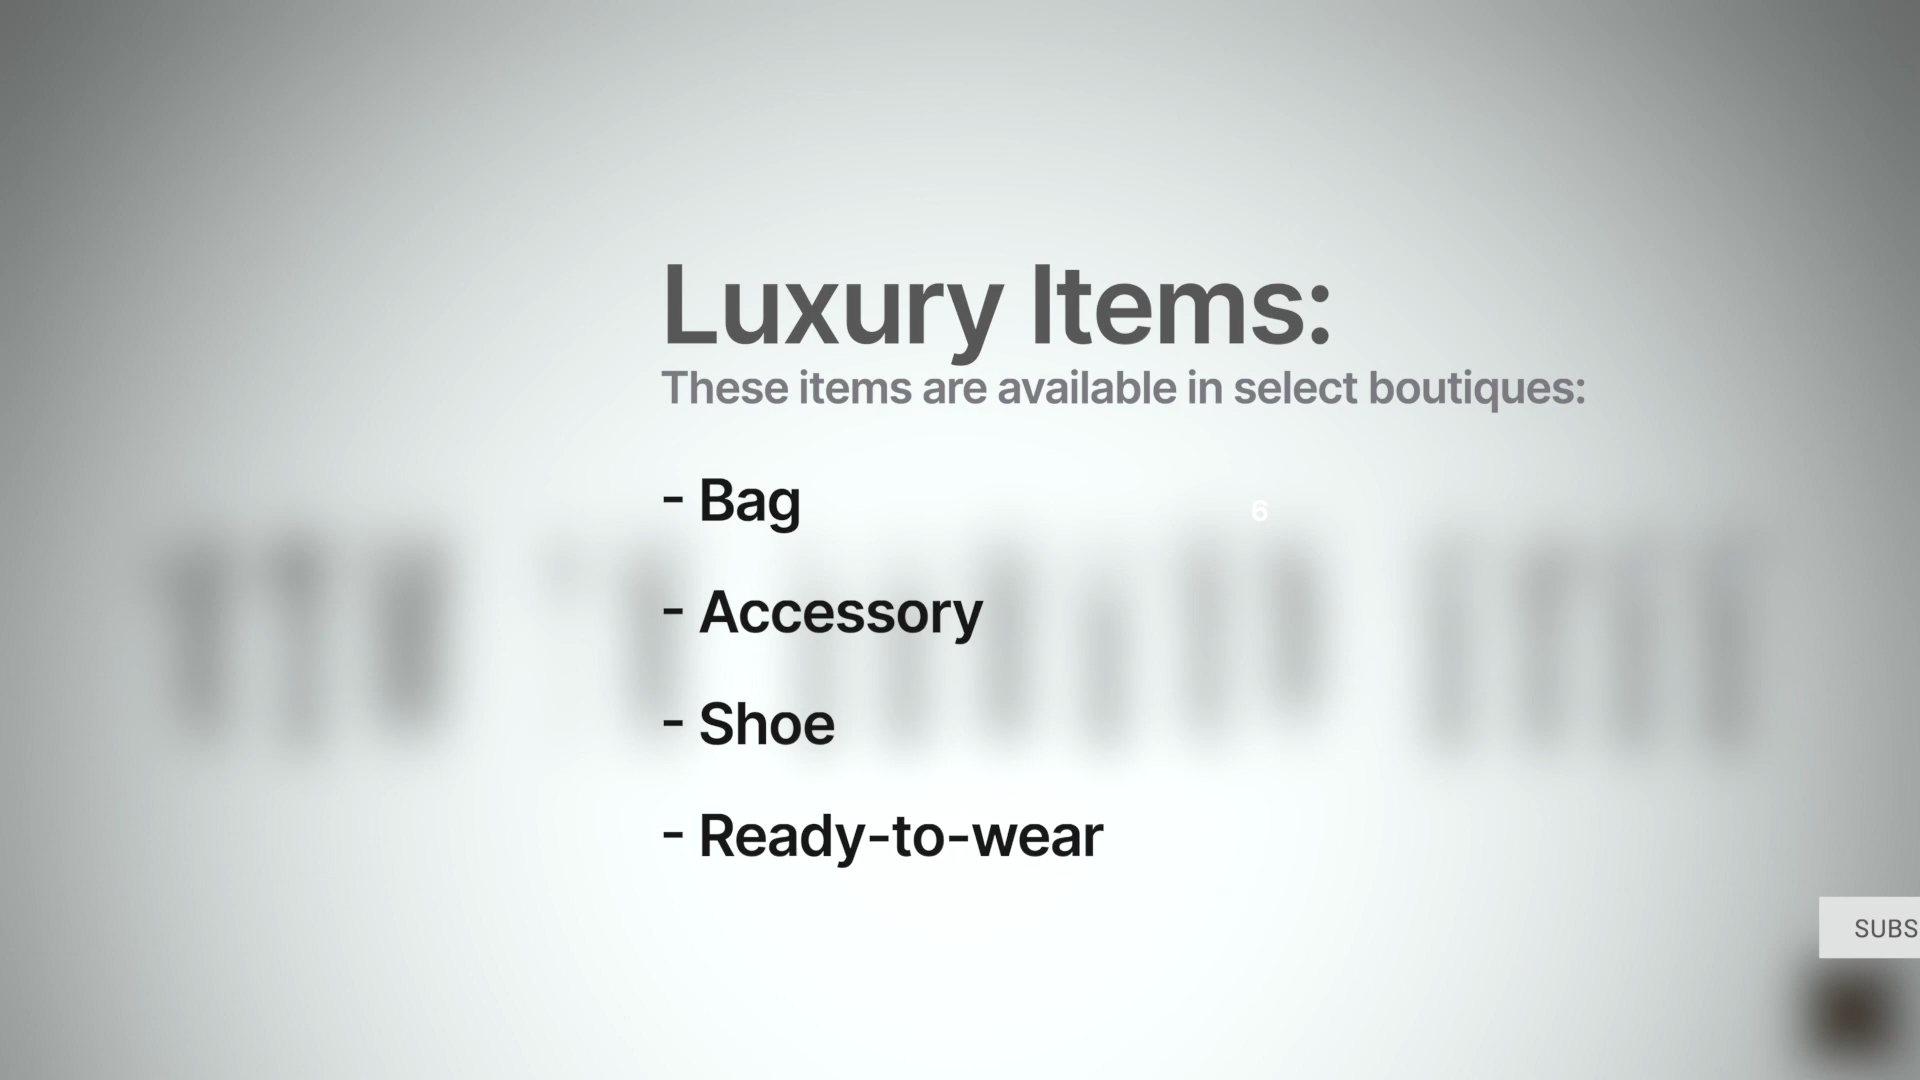 Luxury Items:
These items are available in select boutiques:
- Bag
6
- Accessory
- Shoe
- Ready-to-wear
SUBS